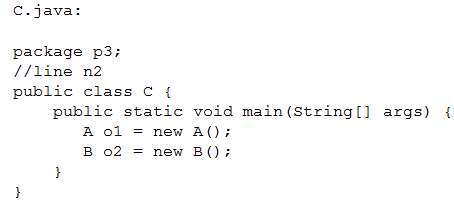 C.java:
package p3;
//line n2
public class C {
public static void main(String[] args) {
A o1 = new A();
B o2 = new B();
}
}